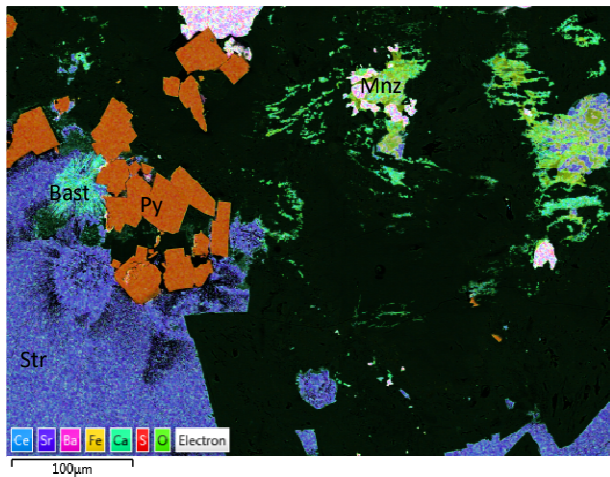 Mnz
Bast
Py
Str
Ce Sr Ba Fe Ca S O Electron
100μm